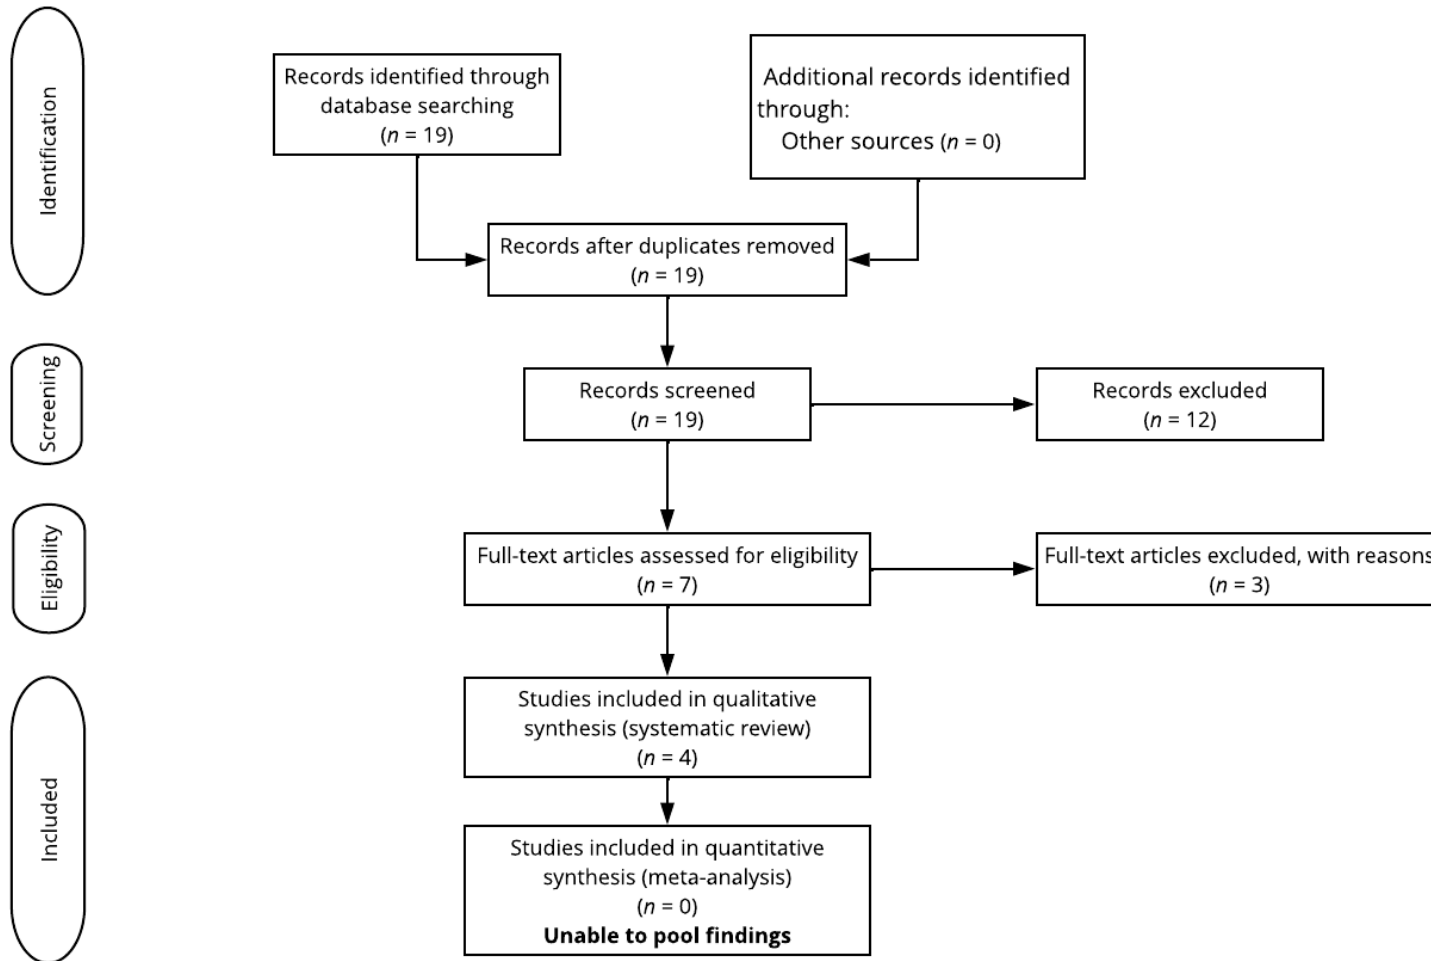 Identification
Records identified through
database searching
(n = 19)
Additional records identified
through:
Other sources (n = 0)
Records after duplicates removed
(n = 19)
Screening
Records screened
(n = 19)
Records excluded
(n = 12)
Eligibility
Full-text articles assessed for eligibility
(n = 7)
Full-text articles excluded, with reasons
(n = 3)
Included
Studies included in qualitative
synthesis (systematic review)
(n = 4)
Studies included in quantitative
synthesis (meta-analysis)
(n = 0)
Unable to pool findings